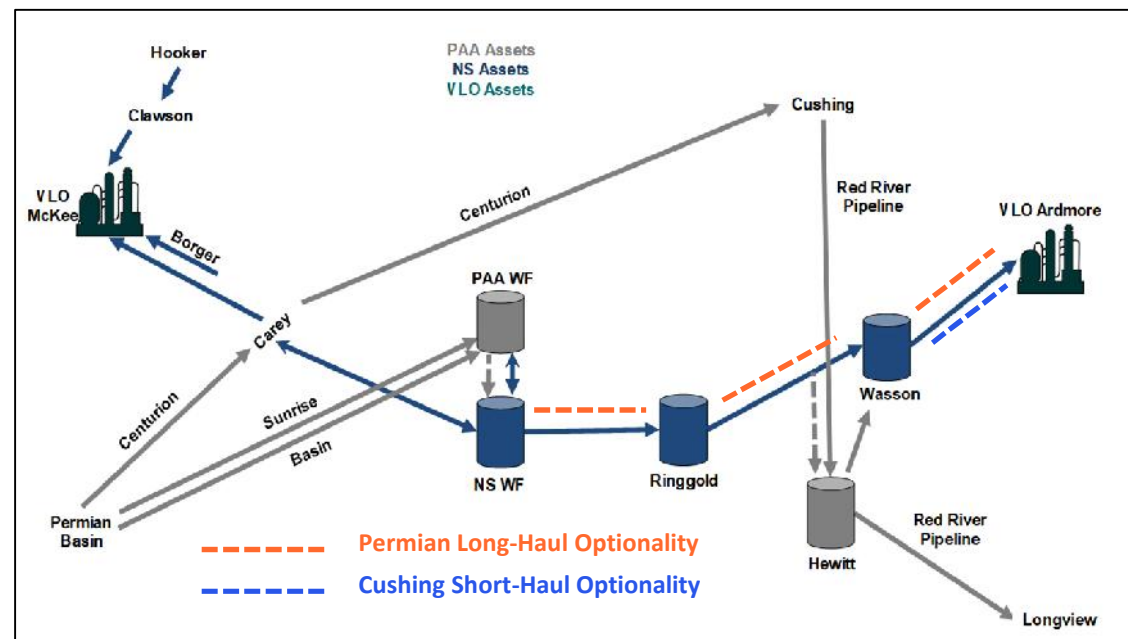 Hooker
PAA Assets
NS Assets
VLO Assets
Clawson
Cushing
VLO
McKee
Centurion
Red River
Pipeline
VLO Ardmore
Borger
PAA WF
Carey
Centurion
Sunrise
Basin
Wasson
NS WF
Ringgold
Permian
Basin
Permian Long-Haul Optionality
Cushing Short-Haul Optionality
Hewitt
Red River
Pipeline
Longview